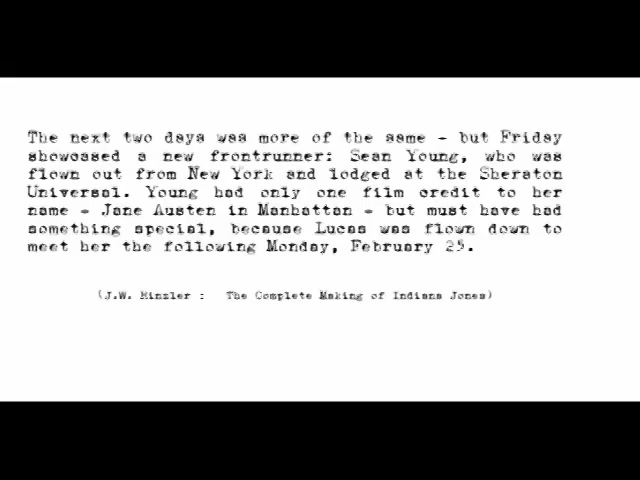 The next two days was more of the same - but Friday
showcased a new frontrunner: Sean Young, who was
flown out from New York and lodged at the Sheraton
Universal. Young had only one film credit to her
name - Jane Austen in Manhattan - but must have had
something special, because Lucas was flown down to
meet her the following Monday, February 25.
(J.W. Rinzler : The Complete Making of Indiana Jones)